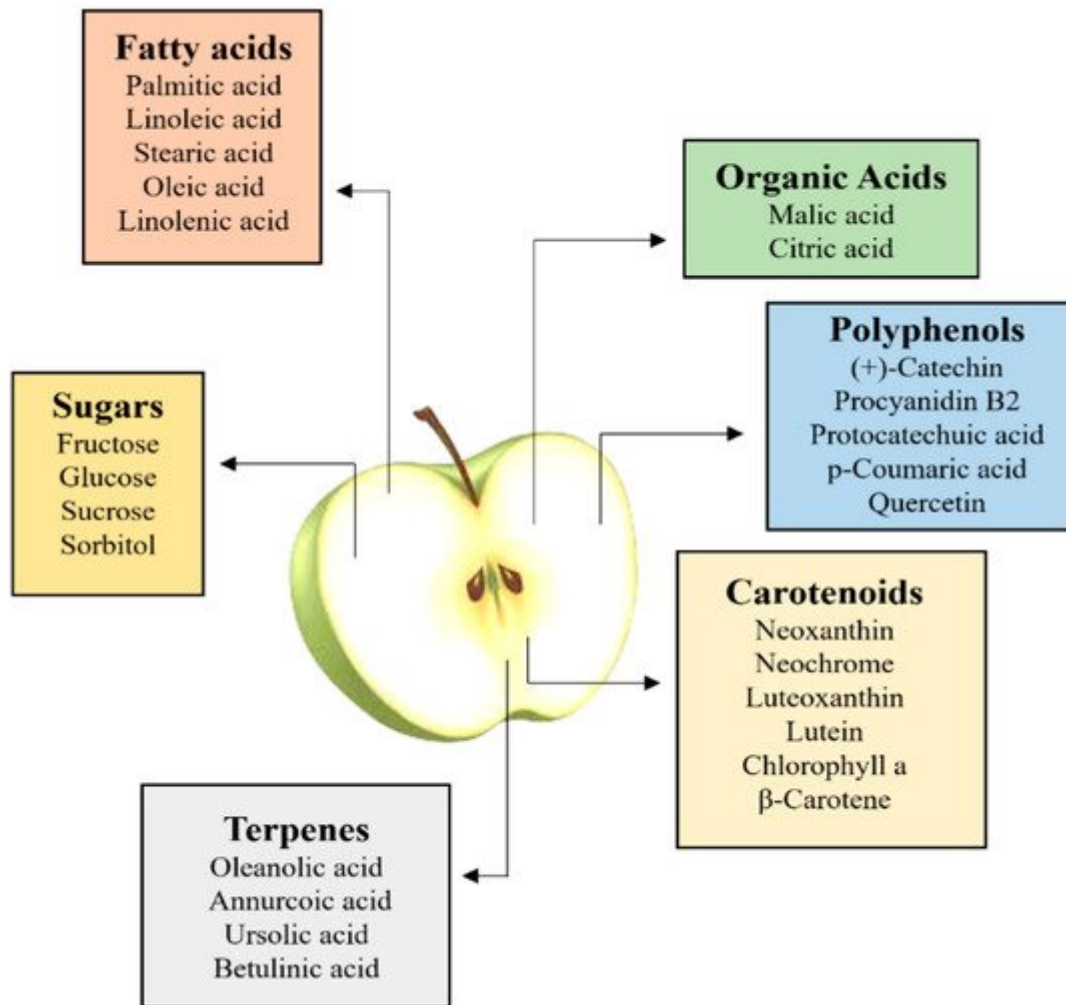 Fatty acids
Palmitic acid
Linoleic acid
Stearic acid
Oleic acid
Linolenic acid
Organic Acids
Malic acid
Citric acid
Polyphenols
(+)-Catechin
Procyanidin B2
Protocatechuic acid
p-Coumaric acid
Quercetin
Sugars
Fructose
Glucose
Sucrose
Sorbitol
Carotenoids
Neoxanthin
Neochrome
Luteoxanthin
Lutein
Chlorophyll a
β-Carotene
Terpenes
Oleanolic acid
Annurcoic acid
Ursolic acid
Betulinic acid